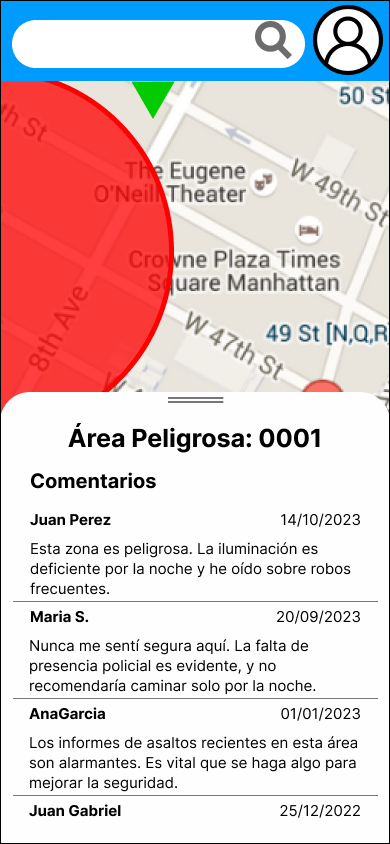 50 St
th St
The Eugene
O'Neill Theater
W 49th St
Crowne Plaza Times
Square Manhattan
49 St [N,Q,R
W 47th St
8th Ave
W
Área Peligrosa: 0001
Comentarios
Juan Perez 14/10/2023
Esta zona es peligrosa. La iluminación es
deficiente por la noche y he oído sobre robos
frecuentes.
Maria S. 20/09/2023
Nunca me sentí segura aquí. La falta de
presencia policial es evidente, y no
recomendaría caminar solo por la noche.
AnaGarcia 01/01/2023
Los informes de asaltos recientes en esta área
son alarmantes. Es vital que se haga algo para
mejorar la seguridad.
Juan Gabriel 25/12/2022